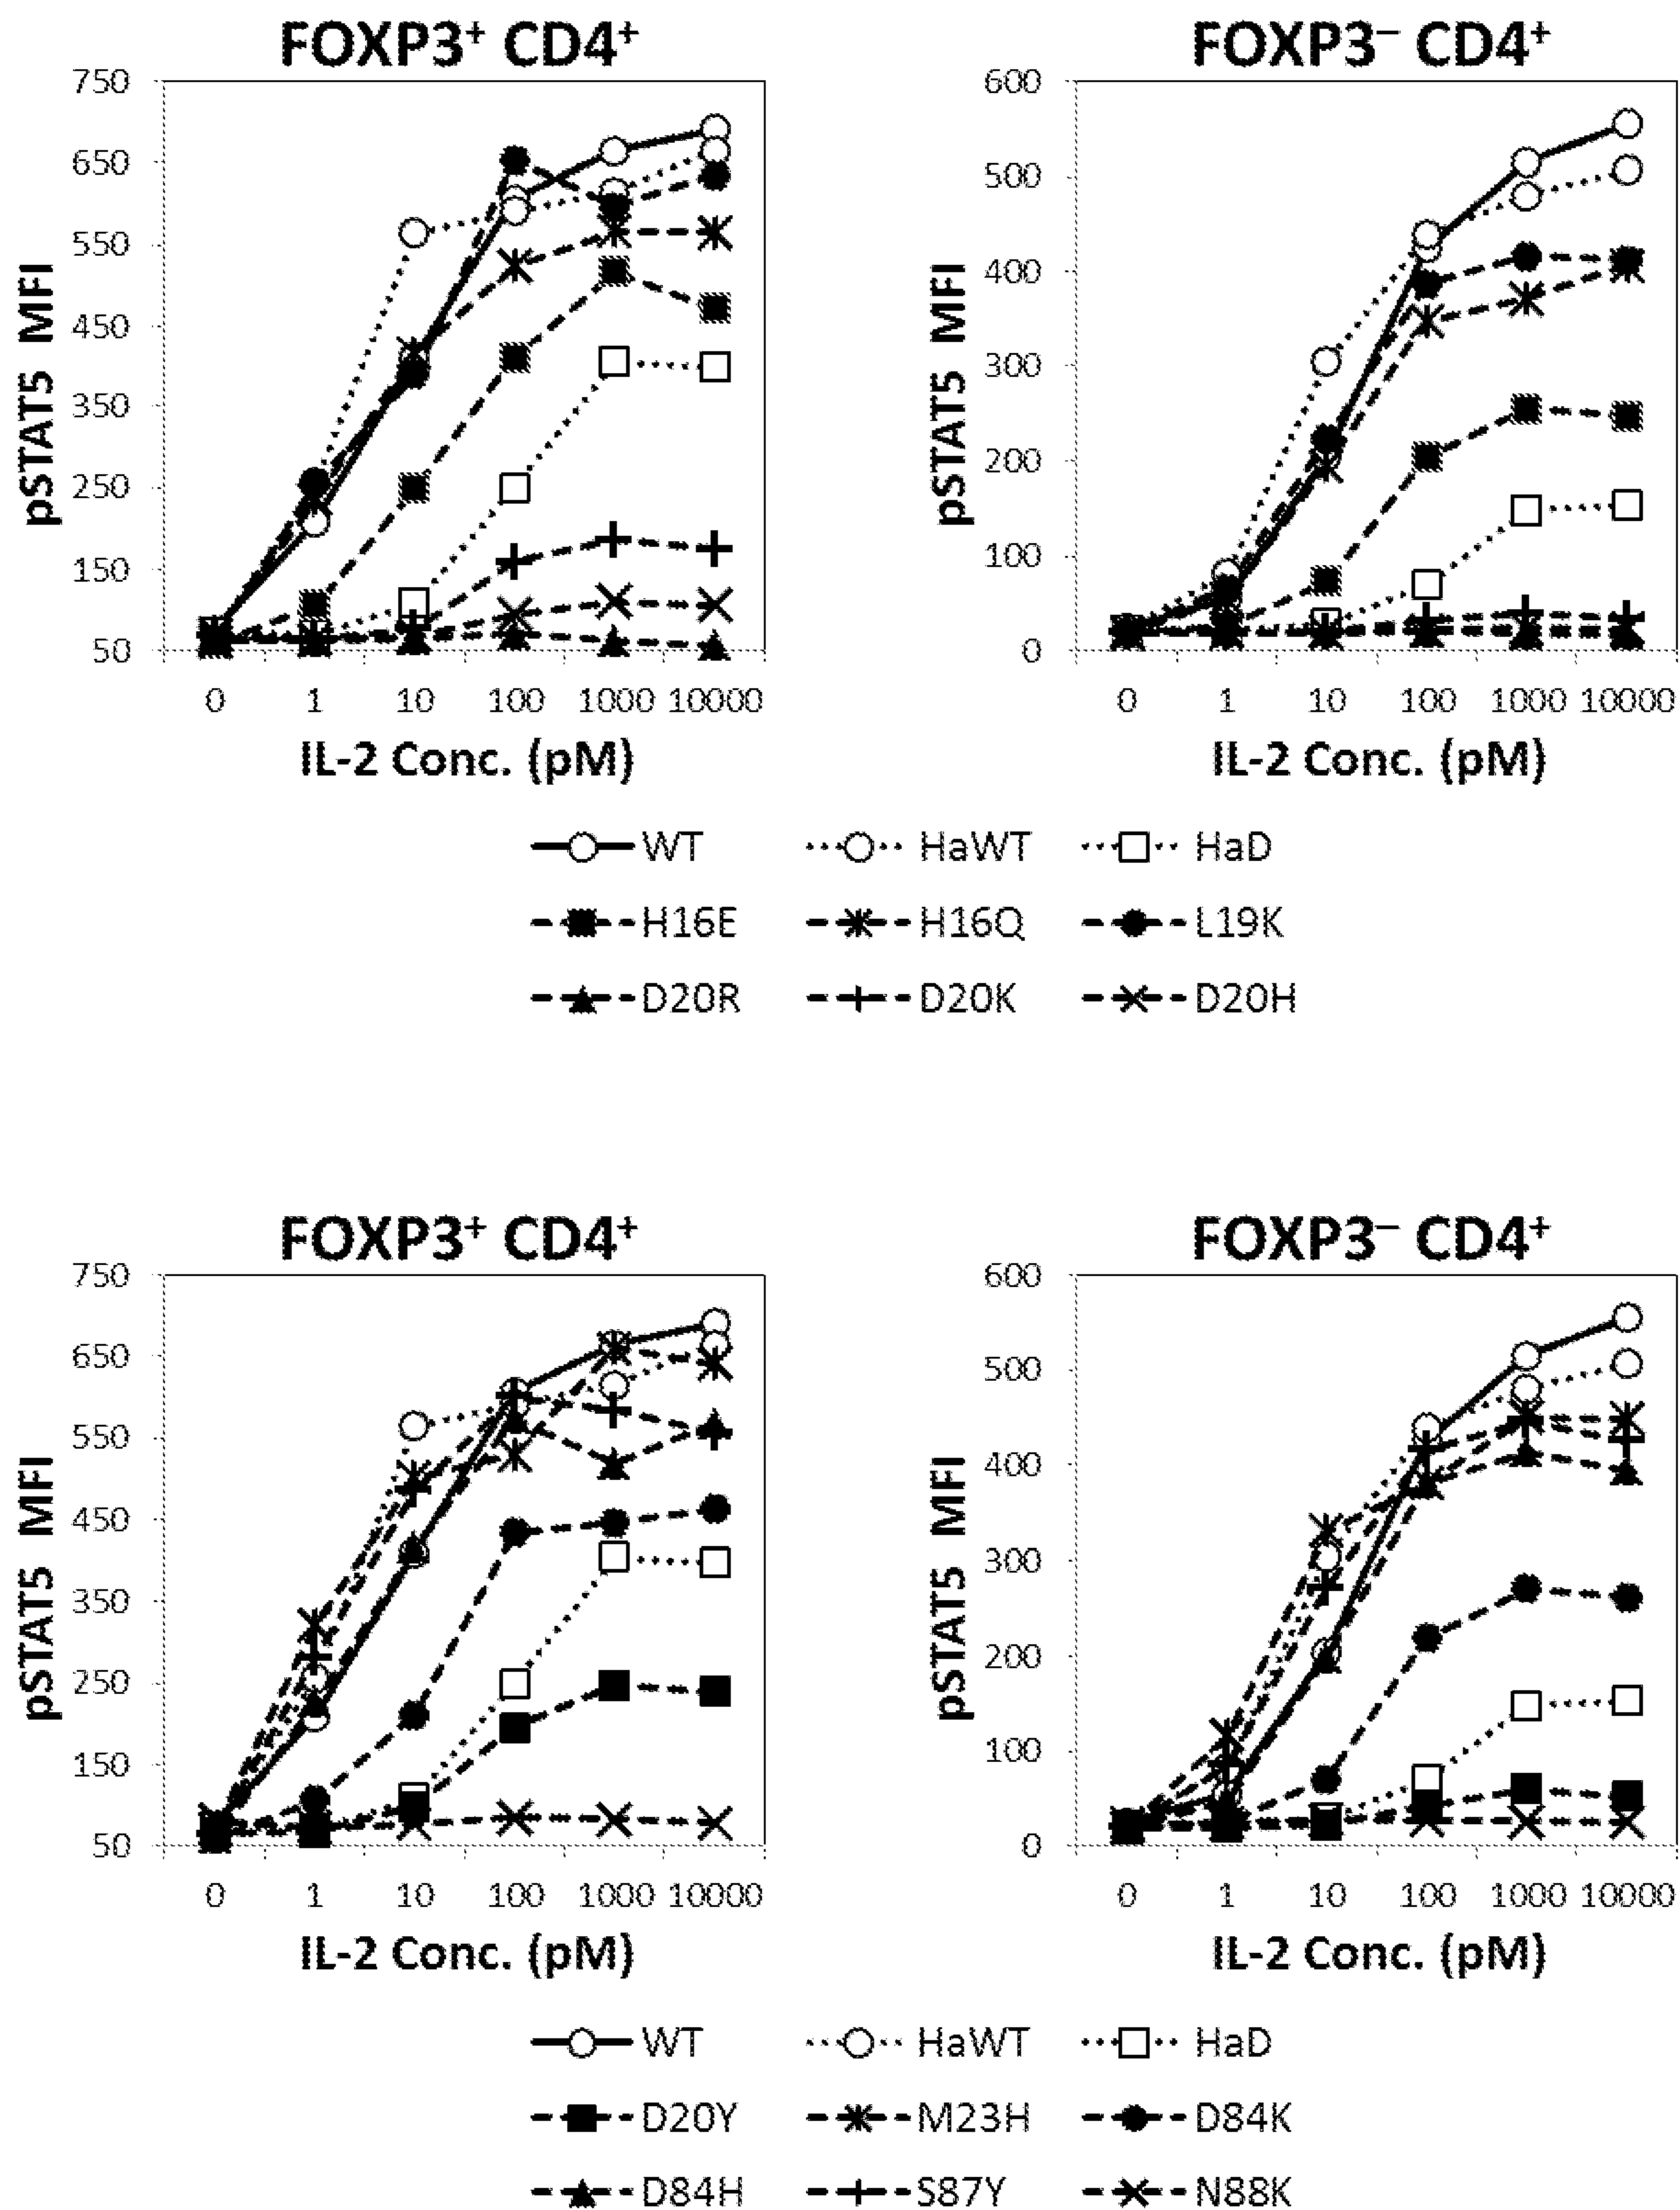 FOXP3⁺ CD4⁺
FOXP3⁻ CD4⁺
pSTAT5 MFI
750
650
550
450
350
250
150
50
0 1 10 100 1000 10000
IL-2 Conc. (pM)
pSTAT5 MFI
600
500
400
300
200
100
0
0 1 10 100 1000 10000
IL-2 Conc. (pM)
WT HaWT HaD
H16E H16Q L19K
D20R D20K D20H
FOXP3⁺ CD4⁺
FOXP3⁻ CD4⁺
pSTAT5 MFI
750
650
550
450
350
250
150
50
0 1 10 100 1000 10000
IL-2 Conc. (pM)
pSTAT5 MFI
600
500
400
300
200
100
0
0 1 10 100 1000 10000
IL-2 Conc. (pM)
WT HaWT HaD
D20Y M23H D84K
D84H S87Y N88K